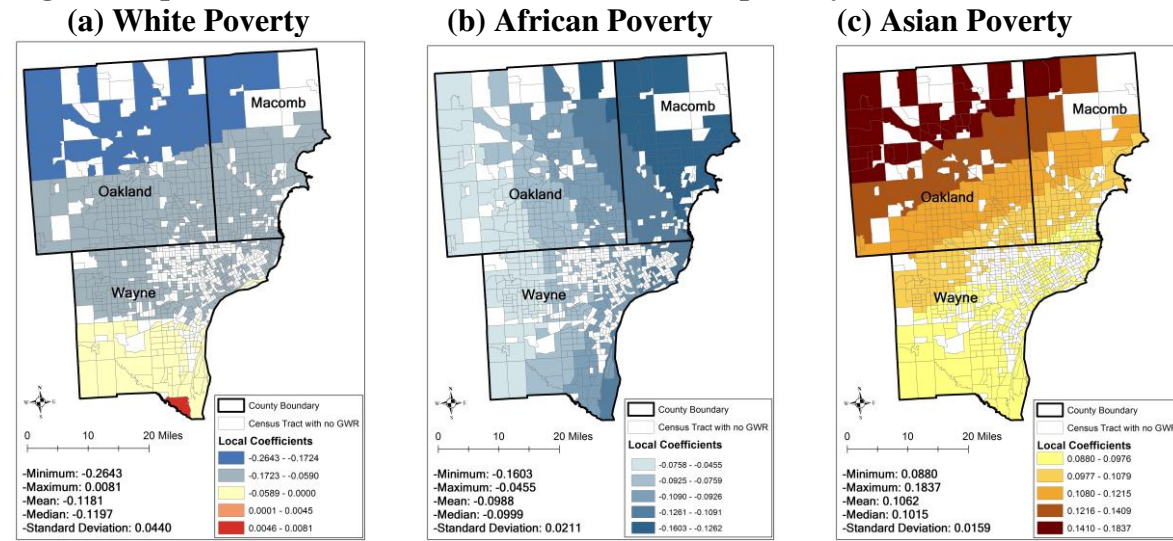 (a) White Poverty
(b) African Poverty
(c) Asian Poverty
Macomb
Oakland
Wayne
N
W
E
S
0 10 20 Miles
-Minimum: -0.2643
-Maximum: 0.0081
-Mean: -0.1181
-Median: -0.1197
-Standard Deviation: 0.0440
County Boundary
Census Tract with no GWR
Local Coefficients
-0.2643 - -0.1724
-0.1723 - -0.0590
-0.0589 - 0.0000
0.0001 - 0.0045
0.0046 - 0.0081
Macomb
Oakland
Wayne
N
W
E
S
0 10 20 Miles
-Minimum: -0.1603
-Maximum: -0.0455
-Mean: -0.0988
-Median: -0.0999
-Standard Deviation: 0.0211
County Boundary
Census Tract with no GWR
Local Coefficients
-0.0758 - -0.0455
-0.0925 - -0.0759
-0.1090 - -0.0926
-0.1261 - -0.1091
-0.1603 - -0.1262
Macomb
Oakland
Wayne
N
W
E
S
0 10 20 Miles
-Minimum: 0.0880
-Maximum: 0.1837
-Mean: 0.1062
-Median: 0.1015
-Standard Deviation: 0.0159
County Boundary
Census Tract with no GWR
Local Coefficients
0.0880 - 0.0976
0.0977 - 0.1079
0.1080 - 0.1215
0.1216 - 0.1409
0.1410 - 0.1837